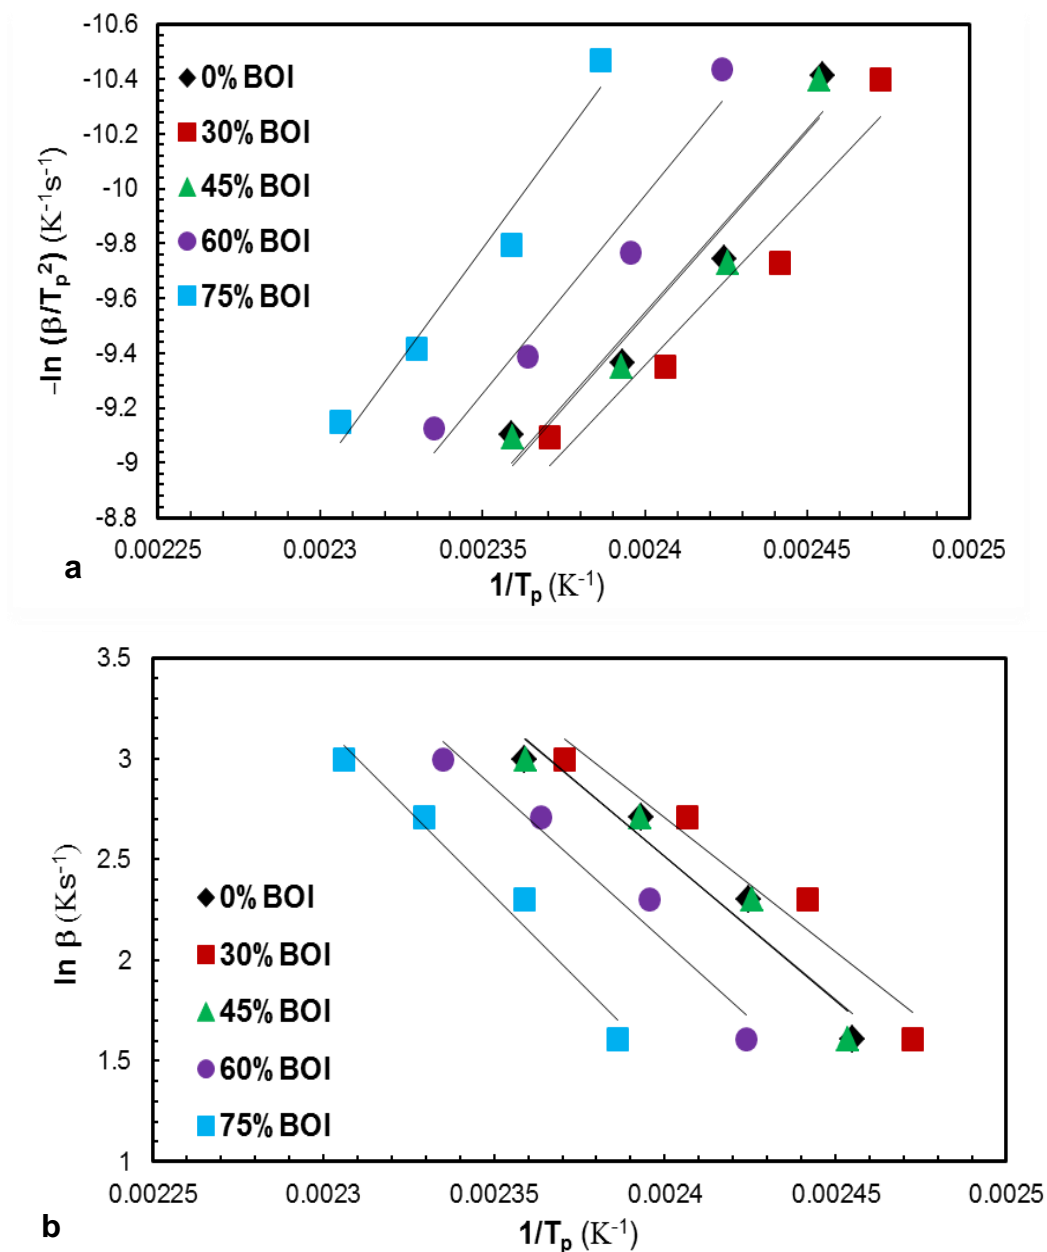 -10.6
-10.4
-10.2
-10
-9.8
-9.6
-9.4
-9.2
-9
-8.8
–ln (β/Tp²) (K⁻¹s⁻¹)
0% BOI
30% BOI
45% BOI
60% BOI
75% BOI
0.00225 0.0023 0.00235 0.0024 0.00245 0.0025
a
1/Tp (K⁻¹)
3.5
3
2.5
2
1.5
1
ln β (Ks⁻¹)
0% BOI
30% BOI
45% BOI
60% BOI
75% BOI
0.00225 0.0023 0.00235 0.0024 0.00245 0.0025
b
1/Tp (K⁻¹)